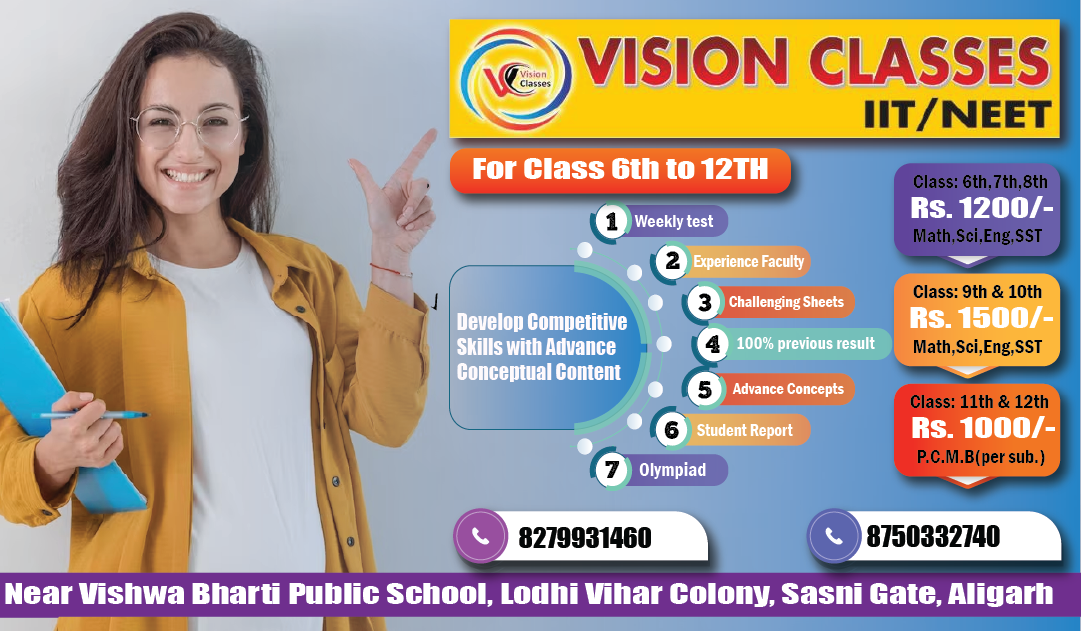 Vision
Classes
VISION CLASSES
IIT/NEET
For Class 6th to 12TH
Develop Competitive
Skills with Advance
Conceptual Content
1 Weekly test
2 Experience Faculty
3 Challenging Sheets
4 100% previous result
5 Advance Concepts
6 Student Report
7 Olympiad
Class: 6th,7th,8th
Rs. 1200/-
Math,Sci,Eng,SST
Class: 9th & 10th
Rs. 1500/-
Math,Sci,Eng,SST
Class: 11th & 12th
Rs. 1000/-
P.C.M.B(per sub.)
8279931460
8750332740
Near Vishwa Bharti Public School, Lodhi Vihar Colony, Sasni Gate, Aligarh